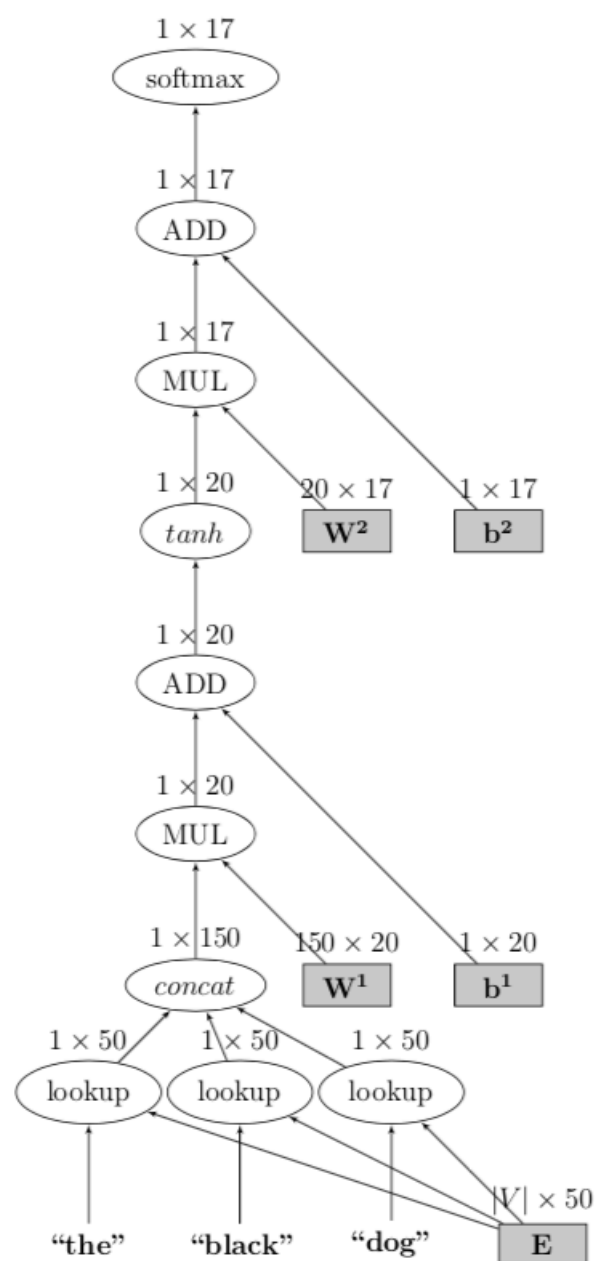 1 × 17
softmax
1 × 17
ADD
1 × 17
MUL
1 × 20
20 × 17
1 × 17
tanh
W²
b²
1 × 20
ADD
1 × 20
MUL
1 × 150
150 × 20
1 × 20
concat
W¹
b¹
1 × 50
1 × 50
1 × 50
lookup
lookup
lookup
|V| × 50
“the”
“black”
“dog”
E